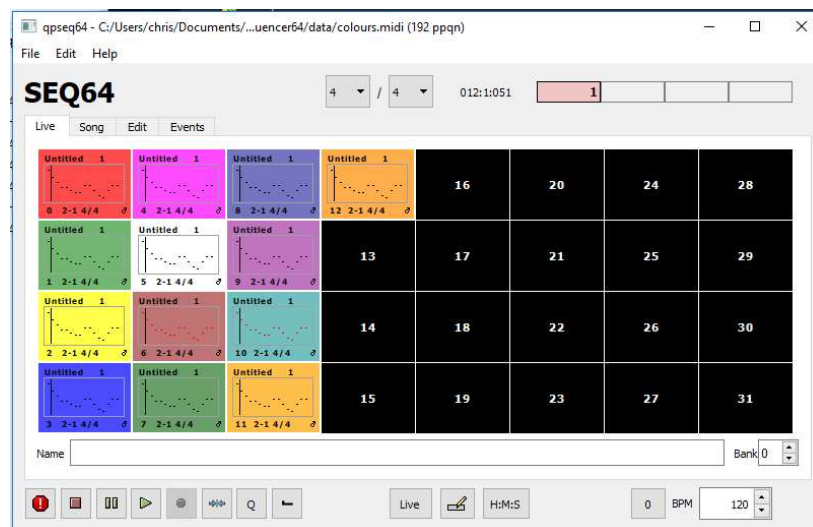 qpseq64 - C:/Users/chris/Documents/...uencer64/data/colours.midi (192 ppqn)
File Edit Help
SEQ64 4 / 4 012:1:051 1
Live Song Edit Events
Untitled 1 Untitled 1 Untitled 1 Untitled 1
16 20 24 28
0 2-1 4/4 4 2-1 4/4 8 2-1 4/4 12 2-1 4/4
Untitled 1 Untitled 1 Untitled 1
13 17 21 25 29
1 2-1 4/4 5 2-1 4/4 9 2-1 4/4
Untitled 1 Untitled 1 Untitled 1
14 18 22 26 30
2 2-1 4/4 6 2-1 4/4 10 2-1 4/4
Untitled 1 Untitled 1 Untitled 1
15 19 23 27 31
3 2-1 4/4 7 2-1 4/4 11 2-1 4/4
Name Bank 0
Q Live H:M:S 0 BPM 120